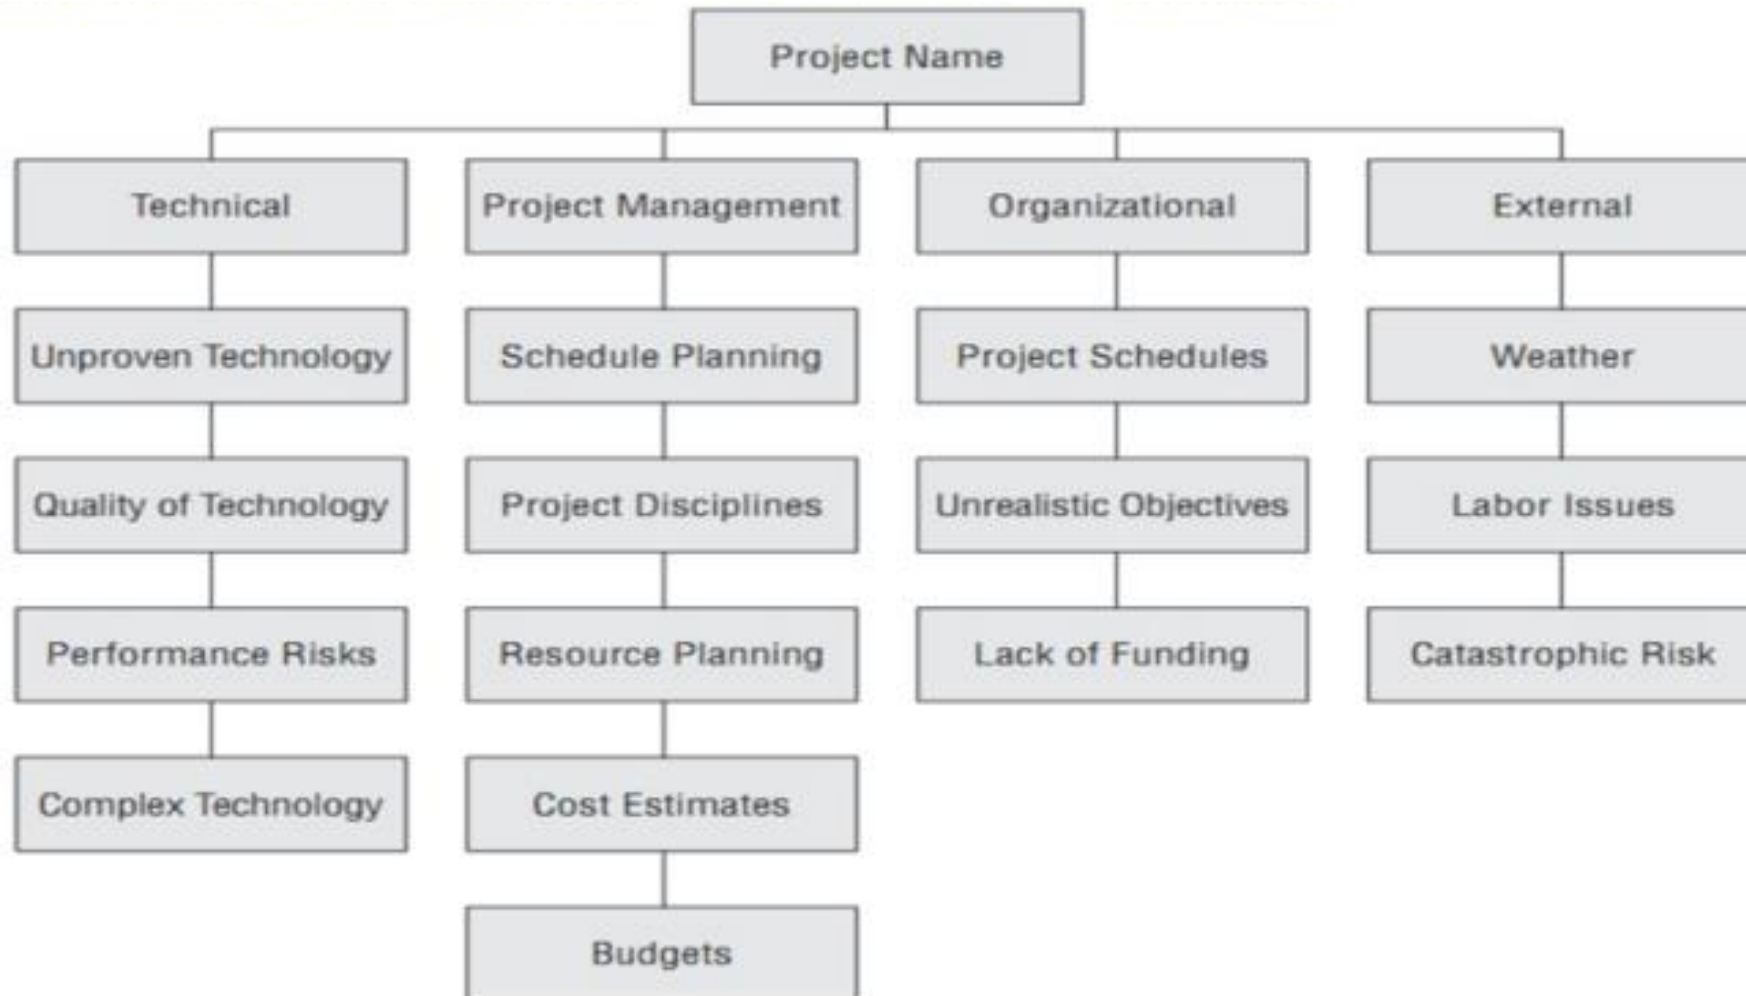 Project Name
Technical
Project Management
Organizational
External
Unproven Technology
Schedule Planning
Project Schedules
Weather
Quality of Technology
Project Disciplines
Unrealistic Objectives
Labor Issues
Performance Risks
Resource Planning
Lack of Funding
Catastrophic Risk
Complex Technology
Cost Estimates
Budgets